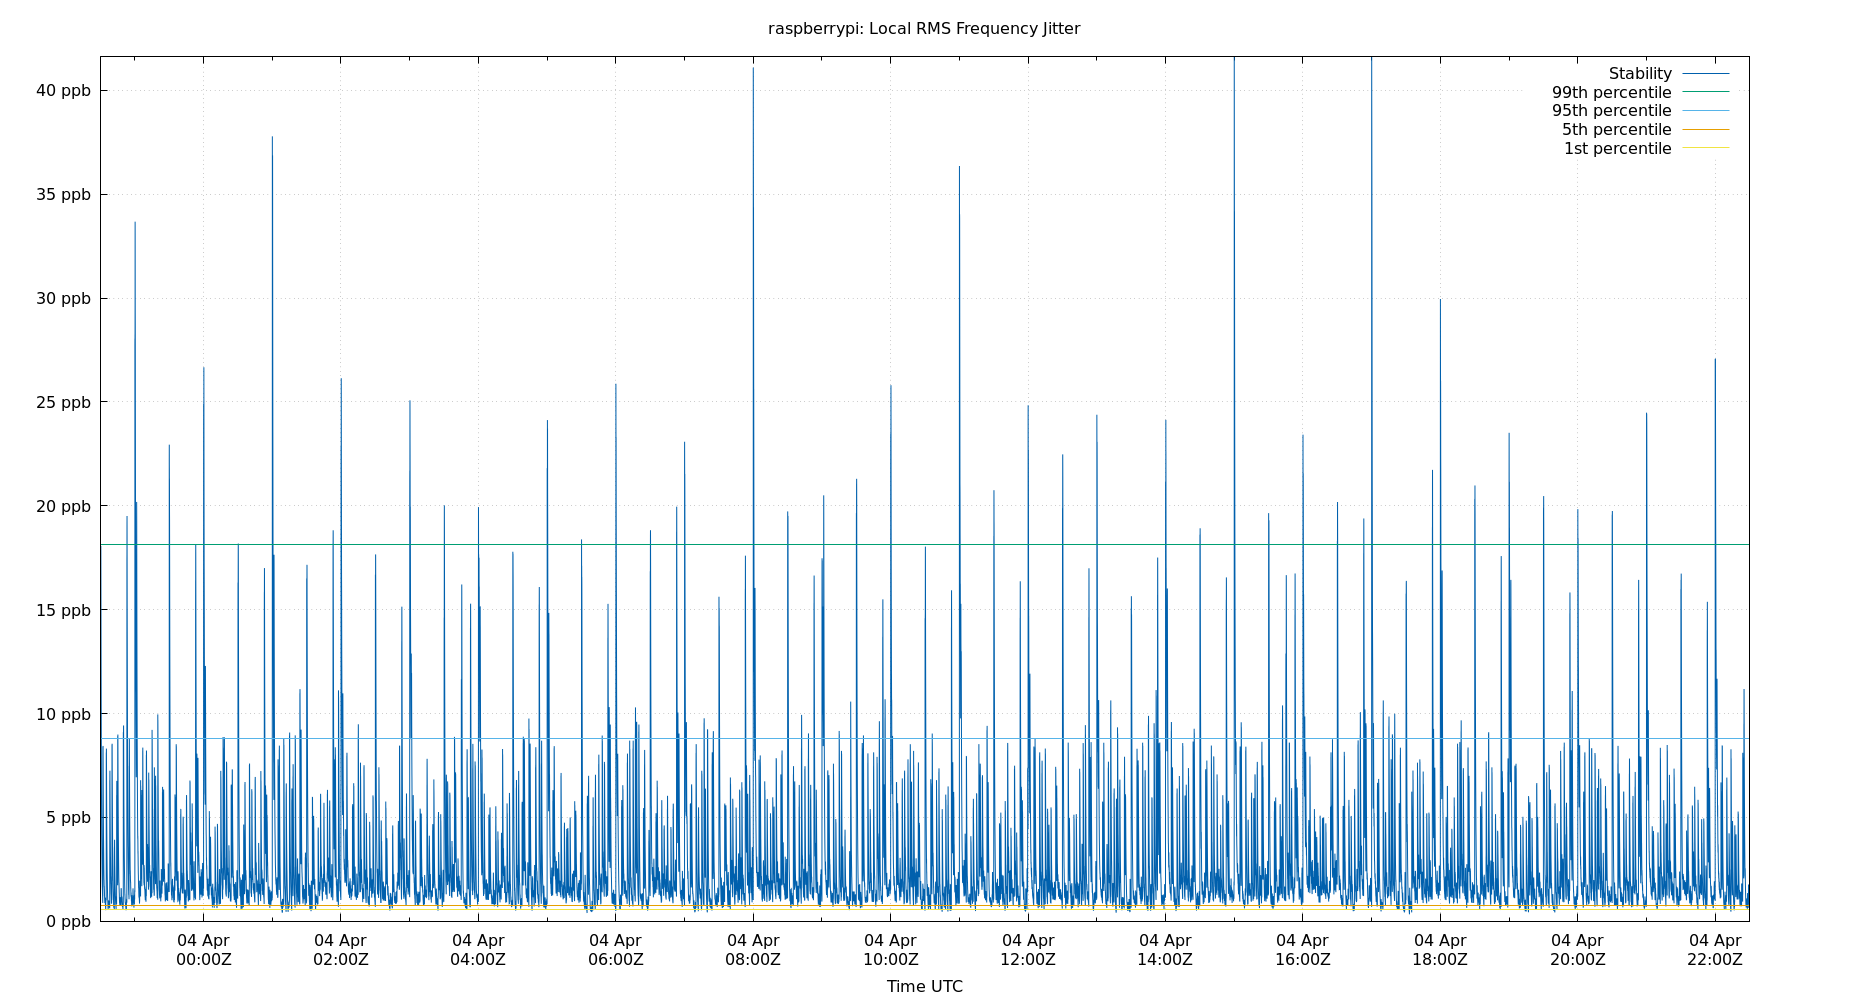 raspberrypi: Local RMS Frequency Jitter
40 ppb
35 ppb
30 ppb
25 ppb
20 ppb
15 ppb
10 ppb
5 ppb
0 ppb
Stability
99th percentile
95th percentile
5th percentile
1st percentile
04 Apr 04 Apr 04 Apr 04 Apr 04 Apr 04 Apr 04 Apr 04 Apr 04 Apr 04 Apr 04 Apr 04 Apr
00:00Z 02:00Z 04:00Z 06:00Z 08:00Z 10:00Z 12:00Z 14:00Z 16:00Z 18:00Z 20:00Z 22:00Z
Time UTC